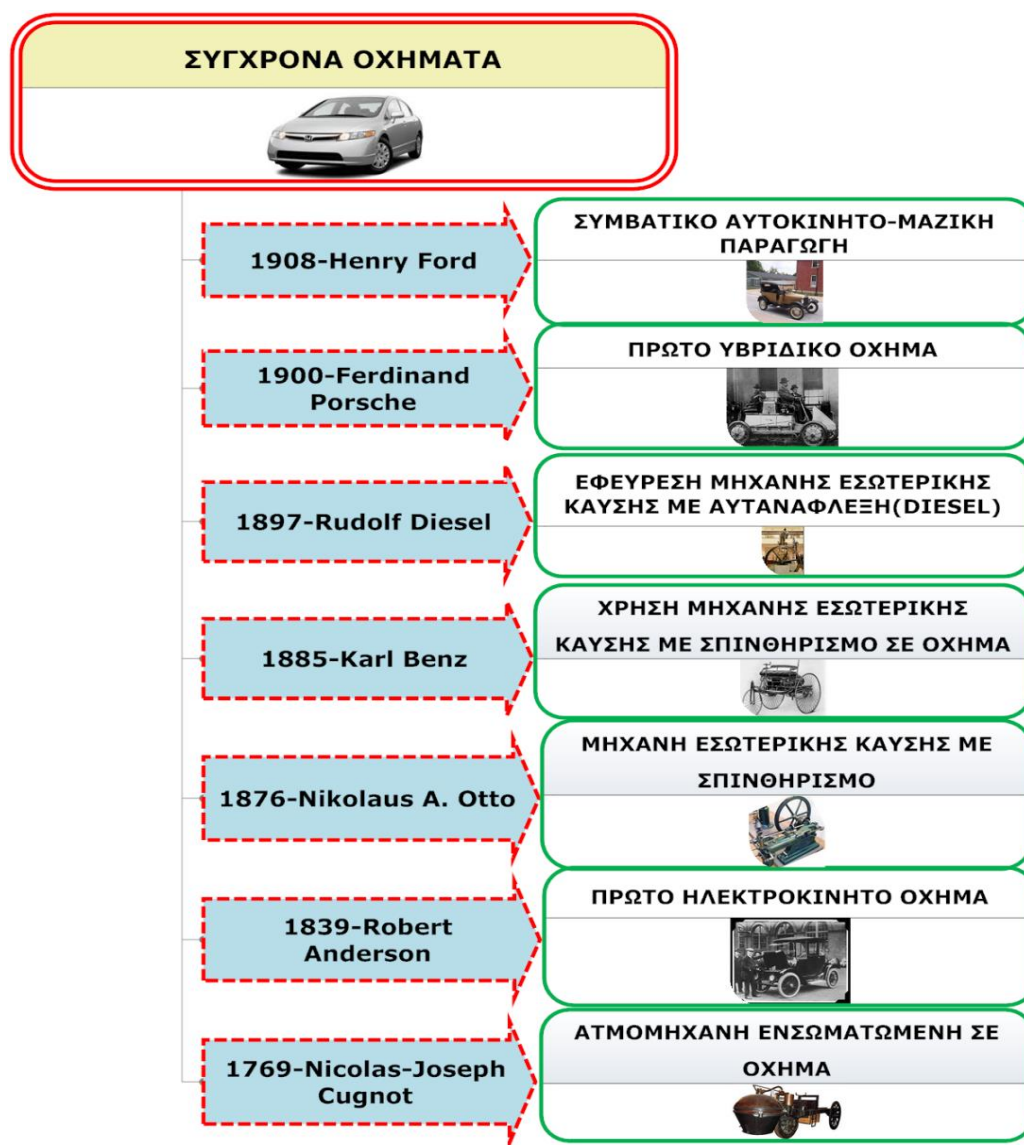 ΣΥΓΧΡΟΝΑ ΟΧΗΜΑΤΑ
1908-Henry Ford
ΣΥΜΒΑΤΙΚΟ ΑΥΤΟΚΙΝΗΤΟ-ΜΑΖΙΚΗ
ΠΑΡΑΓΩΓΗ
1900-Ferdinand
Porsche
ΠΡΩΤΟ ΥΒΡΙΔΙΚΟ ΟΧΗΜΑ
1897-Rudolf Diesel
ΕΦΕΥΡΕΣΗ ΜΗΧΑΝΗΣ ΕΣΩΤΕΡΙΚΗΣ
ΚΑΥΣΗΣ ΜΕ ΑΥΤΑΝΑΦΛΕΞΗ(DIESEL)
1885-Karl Benz
ΧΡΗΣΗ ΜΗΧΑΝΗΣ ΕΣΩΤΕΡΙΚΗΣ
ΚΑΥΣΗΣ ΜΕ ΣΠΙΝΘΗΡΙΣΜΟ ΣΕ ΟΧΗΜΑ
1876-Nikolaus A. Otto
ΜΗΧΑΝΗ ΕΣΩΤΕΡΙΚΗΣ ΚΑΥΣΗΣ ΜΕ
ΣΠΙΝΘΗΡΙΣΜΟ
1839-Robert
Anderson
ΠΡΩΤΟ ΗΛΕΚΤΡΟΚΙΝΗΤΟ ΟΧΗΜΑ
1769-Nicolas-Joseph
Cugnot
ΑΤΜΟΜΗΧΑΝΗ ΕΝΣΩΜΑΤΩΜΕΝΗ ΣΕ
ΟΧΗΜΑ